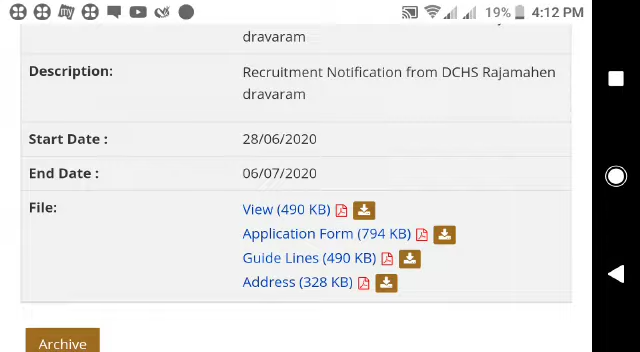 my 19% 4:12 PM
dravaram
Description: Recruitment Notification from DCHS Rajamahen
dravaram
Start Date : 28/06/2020
End Date : 06/07/2020
File: View (490 KB)
Application Form (794 KB)
Guide Lines (490 KB)
Address (328 KB)
Archive